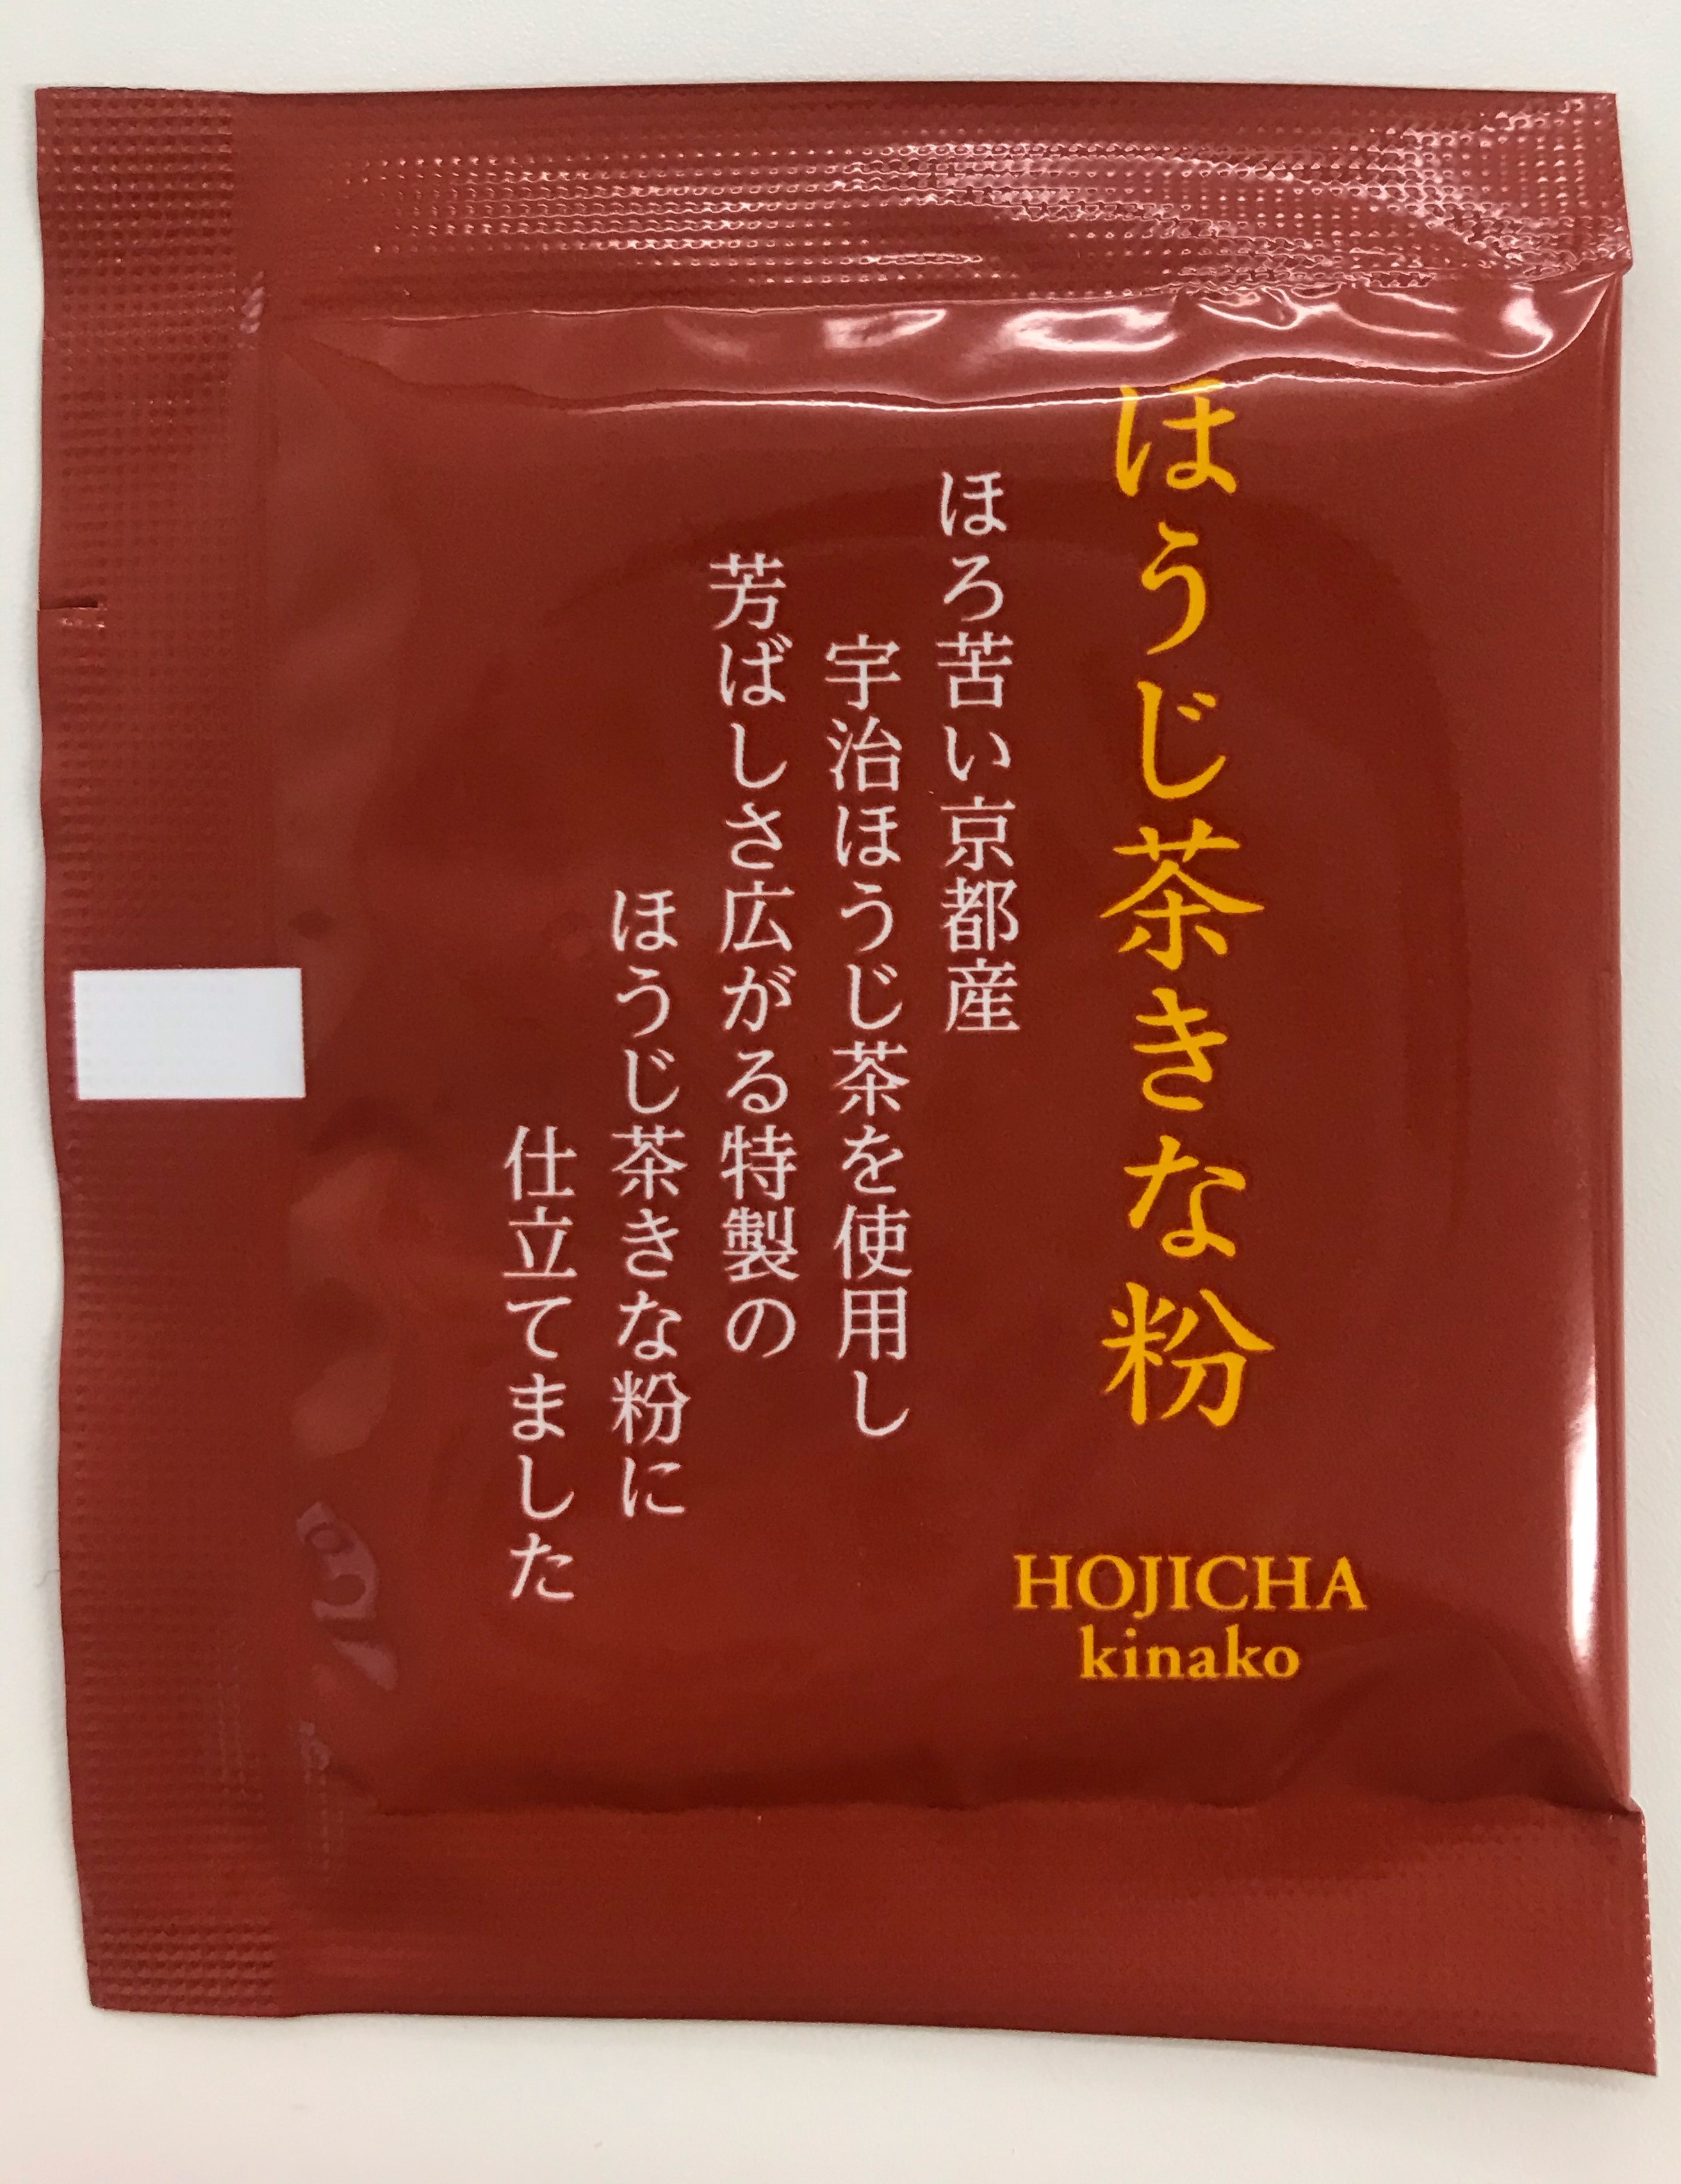 ほうじ茶きな粉
HOJICHA
kinako
ほろ苦い京都産
宇治ほうじ茶を使用し
芳ばしさ広がる特製の
ほうじ茶きな粉に
仕立てました